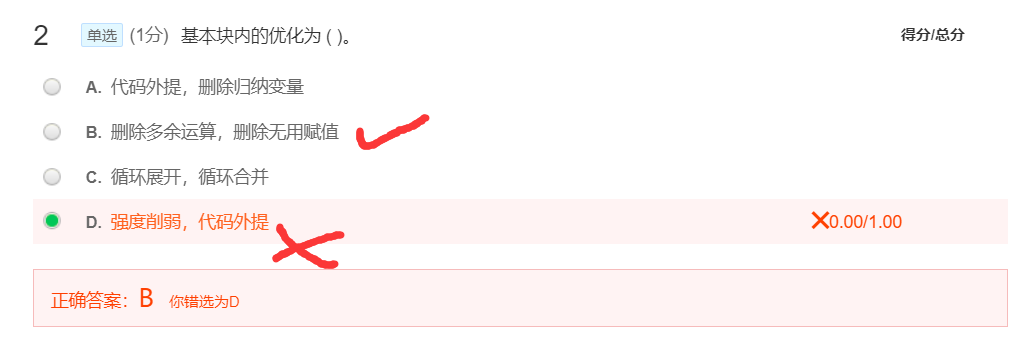 2 单选 (1分) 基本块内的优化为 ( )。 得分/总分
A. 代码外提，删除归纳变量
B. 删除多余运算，删除无用赋值
C. 循环展开，循环合并
D. 强度削弱，代码外提 ×0.00/1.00
正确答案：B 你错选为D